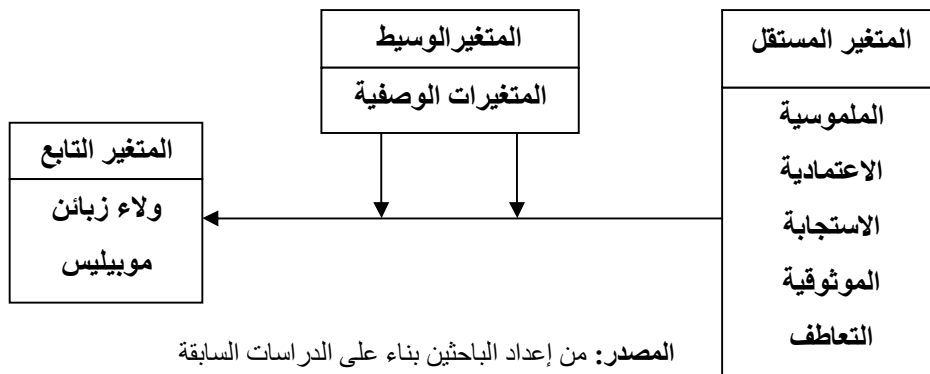 المتغير المستقل
الملموسية
الاعتمادية
الاستجابة
الموثوقية
التعاطف
المتغيرالوسيط
المتغيرات الوصفية
المتغير التابع
ولاء زبائن
موبيليس
المصدر: من إعداد الباحثين بناء على الدراسات السابقة